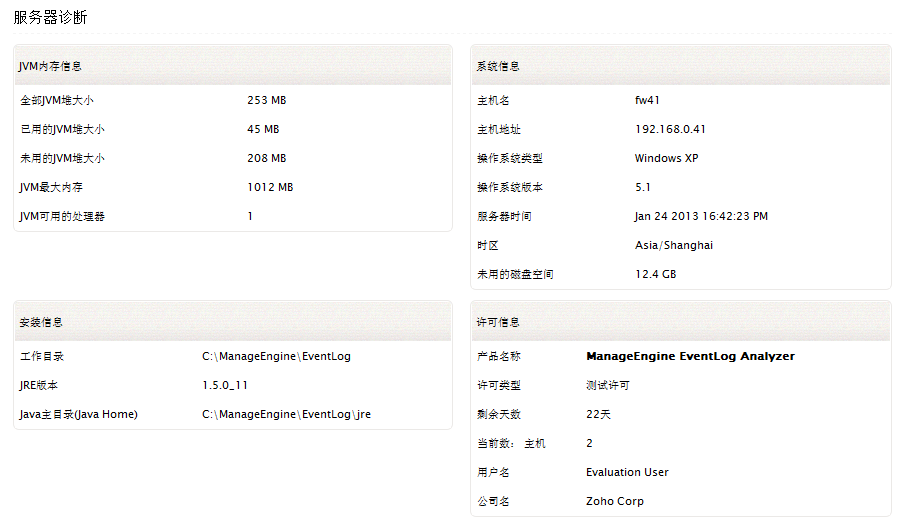 服务器诊断
JVM内存信息
全部JVM堆大小 253 MB
已用的JVM堆大小 45 MB
未用的JVM堆大小 208 MB
JVM最大内存 1012 MB
JVM可用的处理器 1
系统信息
主机名 fw41
主机地址 192.168.0.41
操作系统类型 Windows XP
操作系统版本 5.1
服务器时间 Jan 24 2013 16:42:23 PM
时区 Asia/Shanghai
未用的磁盘空间 12.4 GB
安装信息
工作目录 C:\ManageEngine\EventLog
JRE版本 1.5.0_11
Java主目录(Java Home) C:\ManageEngine\EventLog\jre
许可信息
产品名称 ManageEngine EventLog Analyzer
许可类型 测试许可
剩余天数 22天
当前数: 主机 2
用户名 Evaluation User
公司名 Zoho Corp